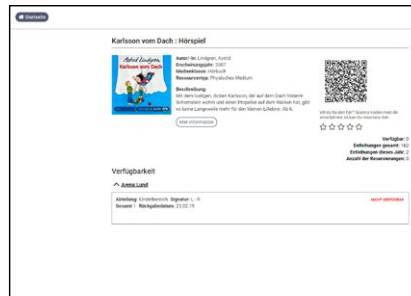 Startseite
Karlsson vom Dach : Hörspiel
Astrid Lindgren
Karlsson vom Dach
Autor/-in: Lindgren, Astrid
Erscheinungsjahr: 2007
Medienklasse: Hörbuch
Ressourcentyp: Physisches Medium
Beschreibung
Mit dem lustigen, dicken Karlsson, der auf dem Dach hinterm
Schornstein wohnt und einen Propeller auf dem Rücken hat, gibt
es keine Langeweile mehr für den kleinen Lillebror. Ab 6.
Mehr Information
Verfügbar: 0
Entleihungen gesamt: 162
Entleihungen dieses Jahr: 2
Anzahl der Reservierungen: 0
Verfügbarkeit
Arena Lund
Abteilung: Kinderbereich Signatur: L - R
Gesamt: 1 Rückgabedatum: 23.02.19
NICHT VERFÜGBAR